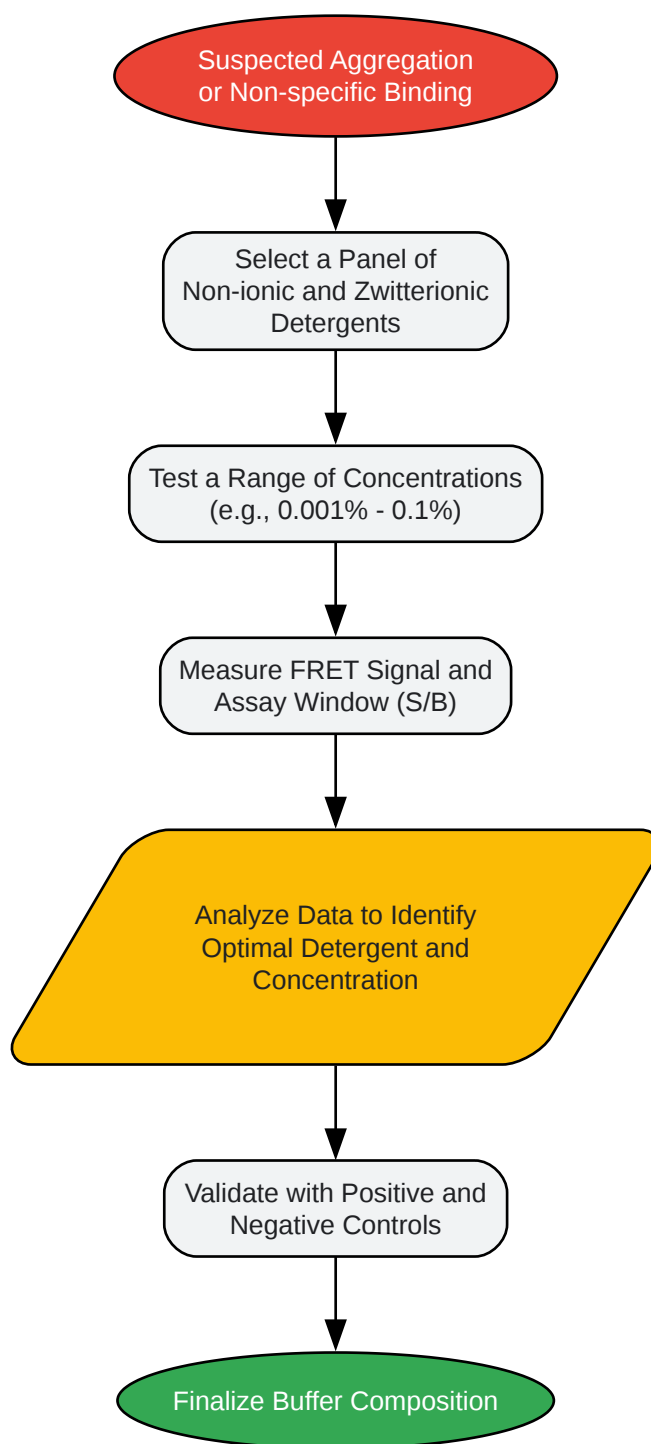 Suspected Aggregation
or Non-specific Binding
Select a Panel of
Non-ionic and Zwitterionic
Detergents
Test a Range of Concentrations
(e.g., 0.001% - 0.1%)
Measure FRET Signal and
Assay Window (S/B)
Analyze Data to Identify
Optimal Detergent and
Concentration
Validate with Positive and
Negative Controls
Finalize Buffer Composition